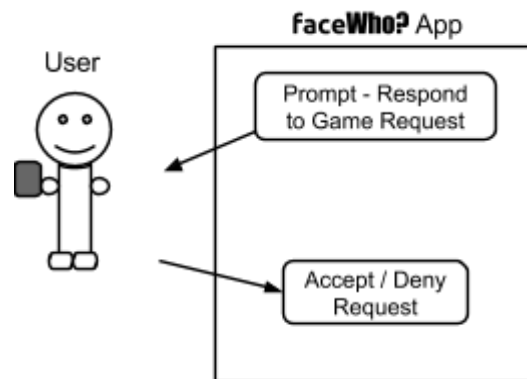 faceWho? App
User
Prompt - Respond
to Game Request
Accept / Deny
Request